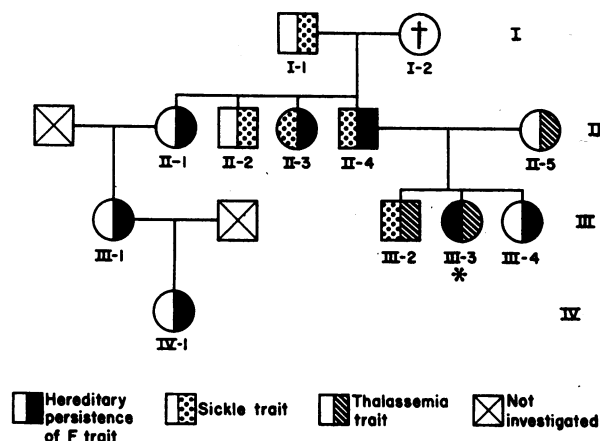 I
I-1
I-2
II
II-1
II-2
II-3
II-4
II-5
III
III-1
III-2
III-3
III-4
*
IV
IV-1
Hereditary persistence of F trait
Sickle trait
Thalassemia trait
Not investigated